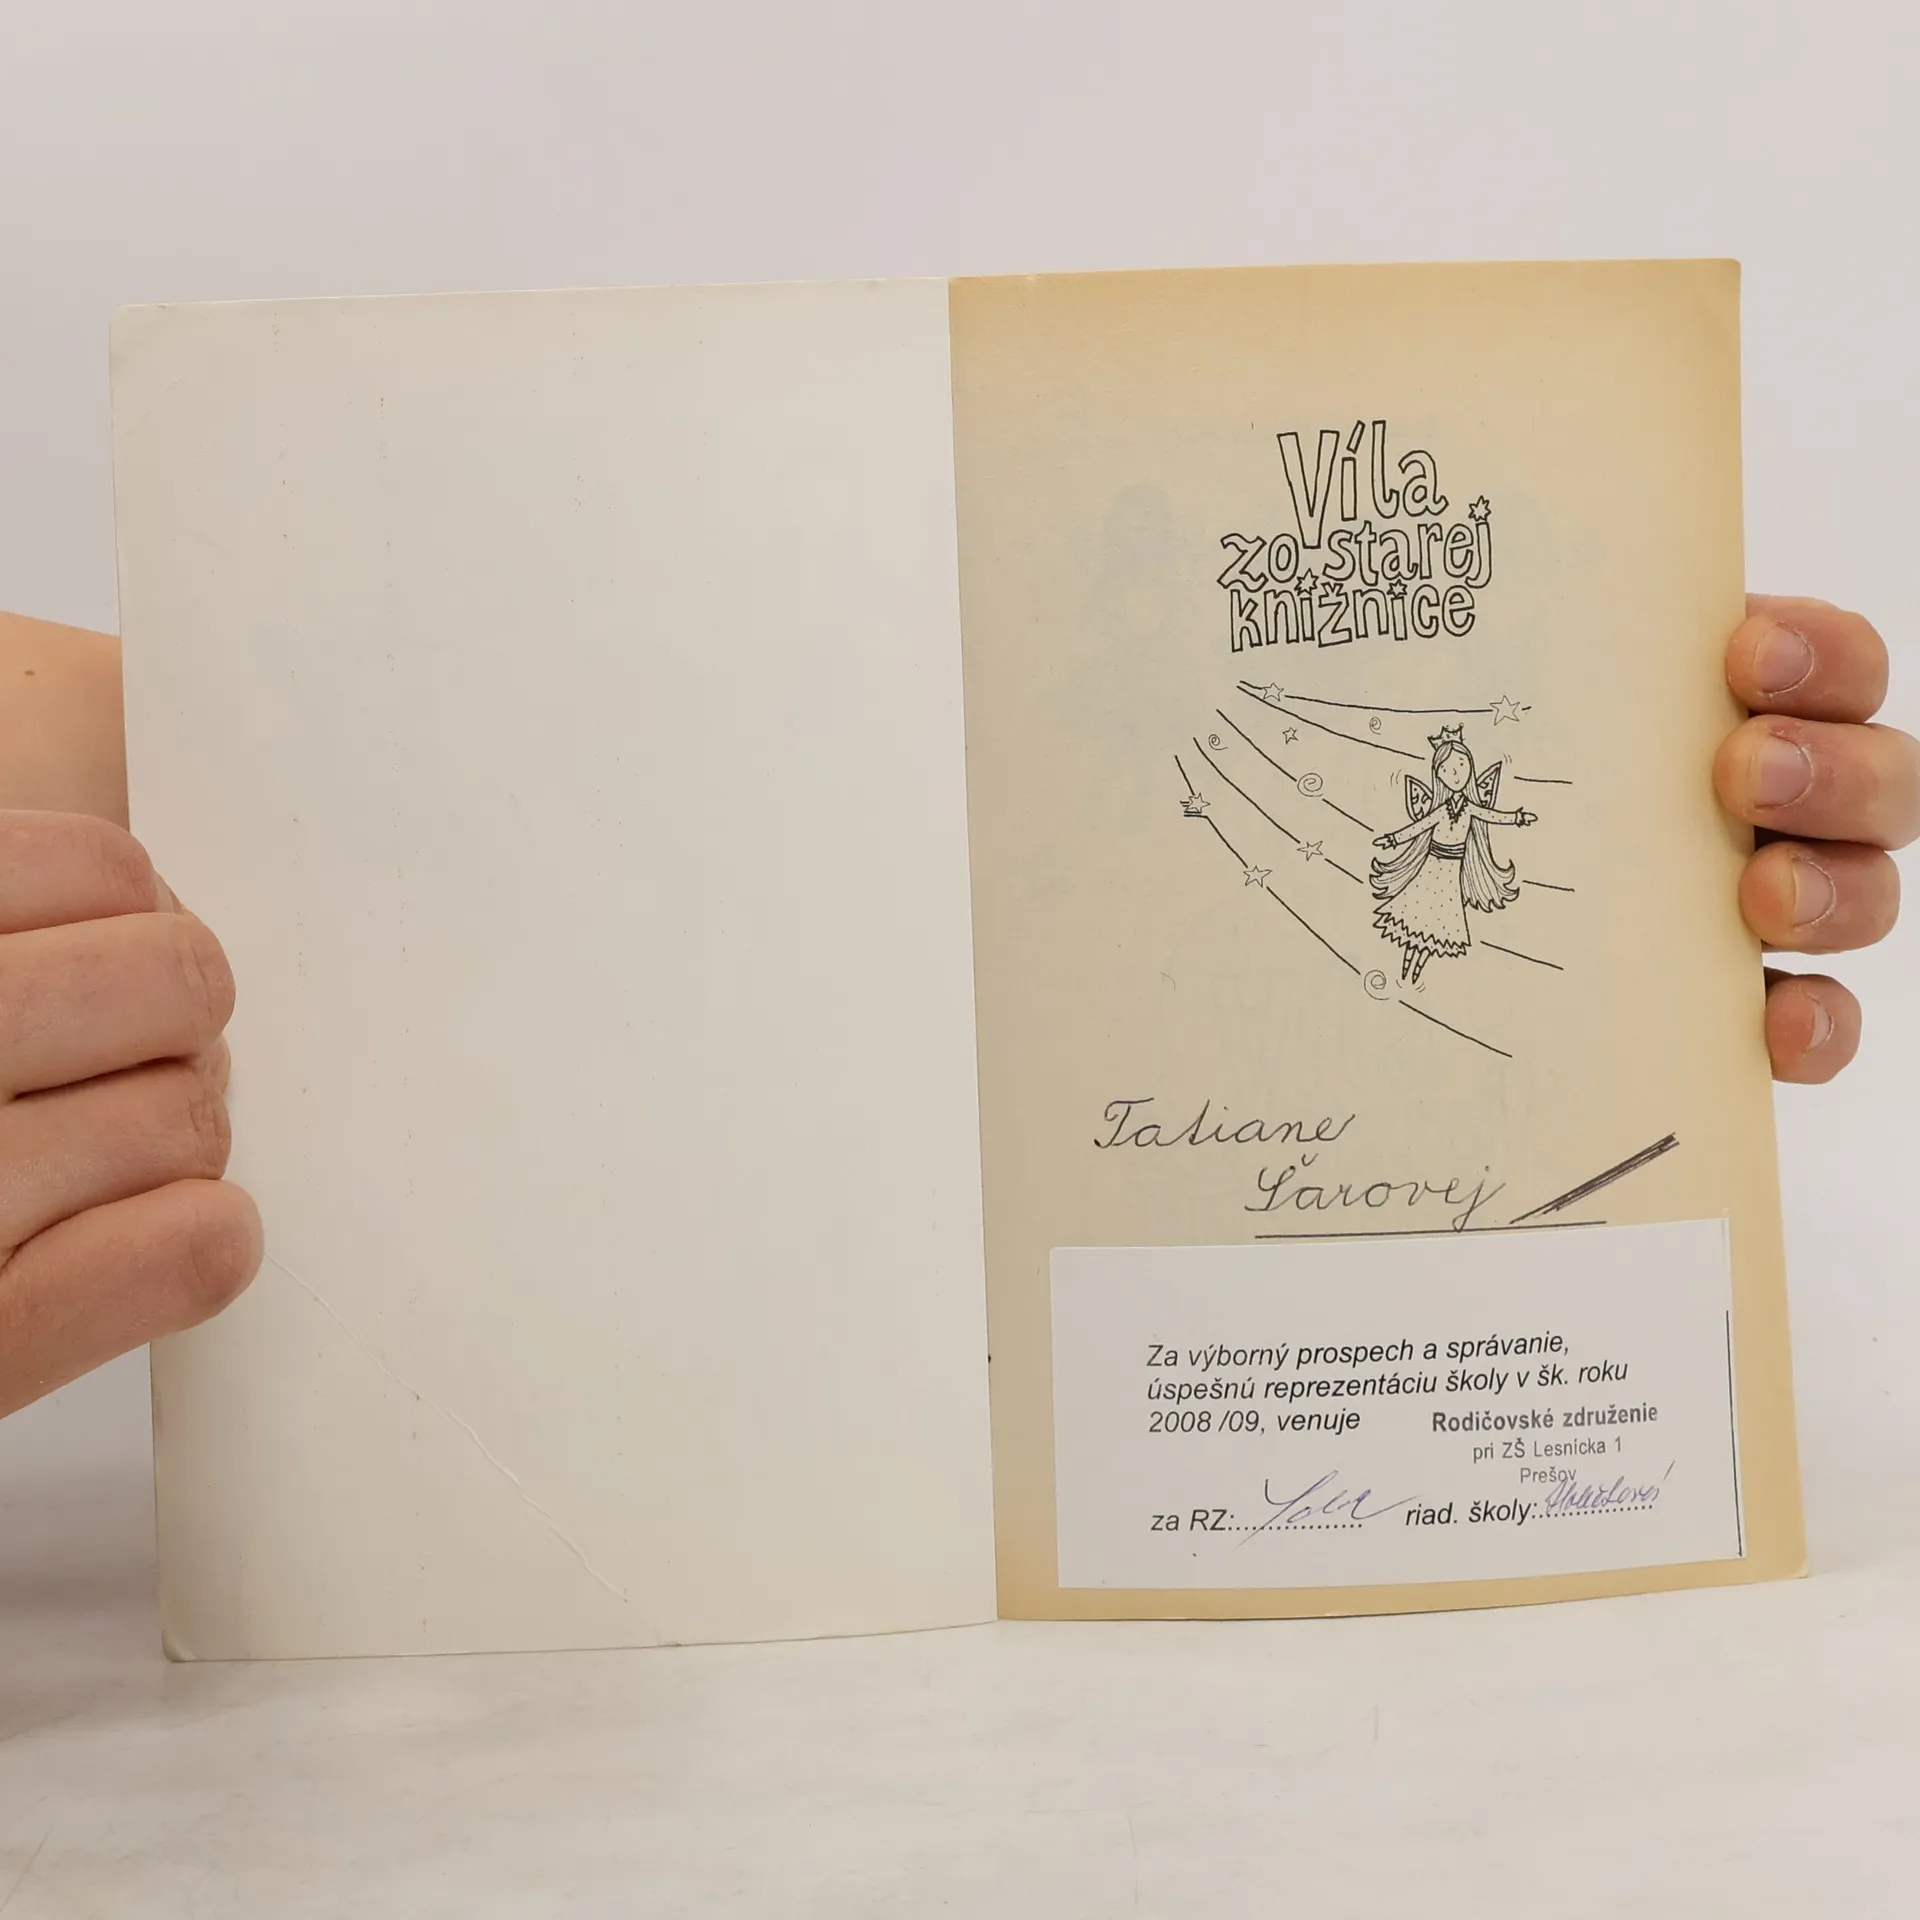 Víla
zo starej
knižnice
Tatiane
Šarovej
Za výborný prospech a správanie,
úspešnú reprezentáciu školy v šk. roku
2008 /09, venuje
Rodičovské združenie
pri ZŠ Lesnícka 1
Prešov
za RZ:................ riad. školy:................